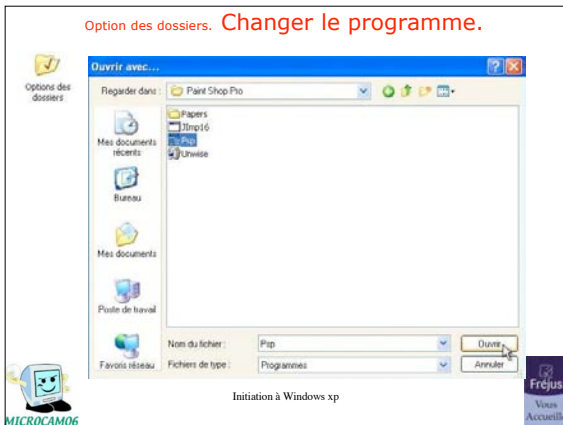 Option des dossiers. Changer le programme.
Options des
dossiers
Ouvrir avec...
Regarder dans :
Paint Shop Pro
Papers
JImp16
Psp
Unwise
Mes documents
récents
Bureau
Mes documents
Poste de travail
Favoris réseau
Nom du fichier :
Psp
Ouvrir
Fichiers de type :
Programmes
Annuler
Initiation à Windows xp
MICROCAM06
Fréjus
Vous
Accueille